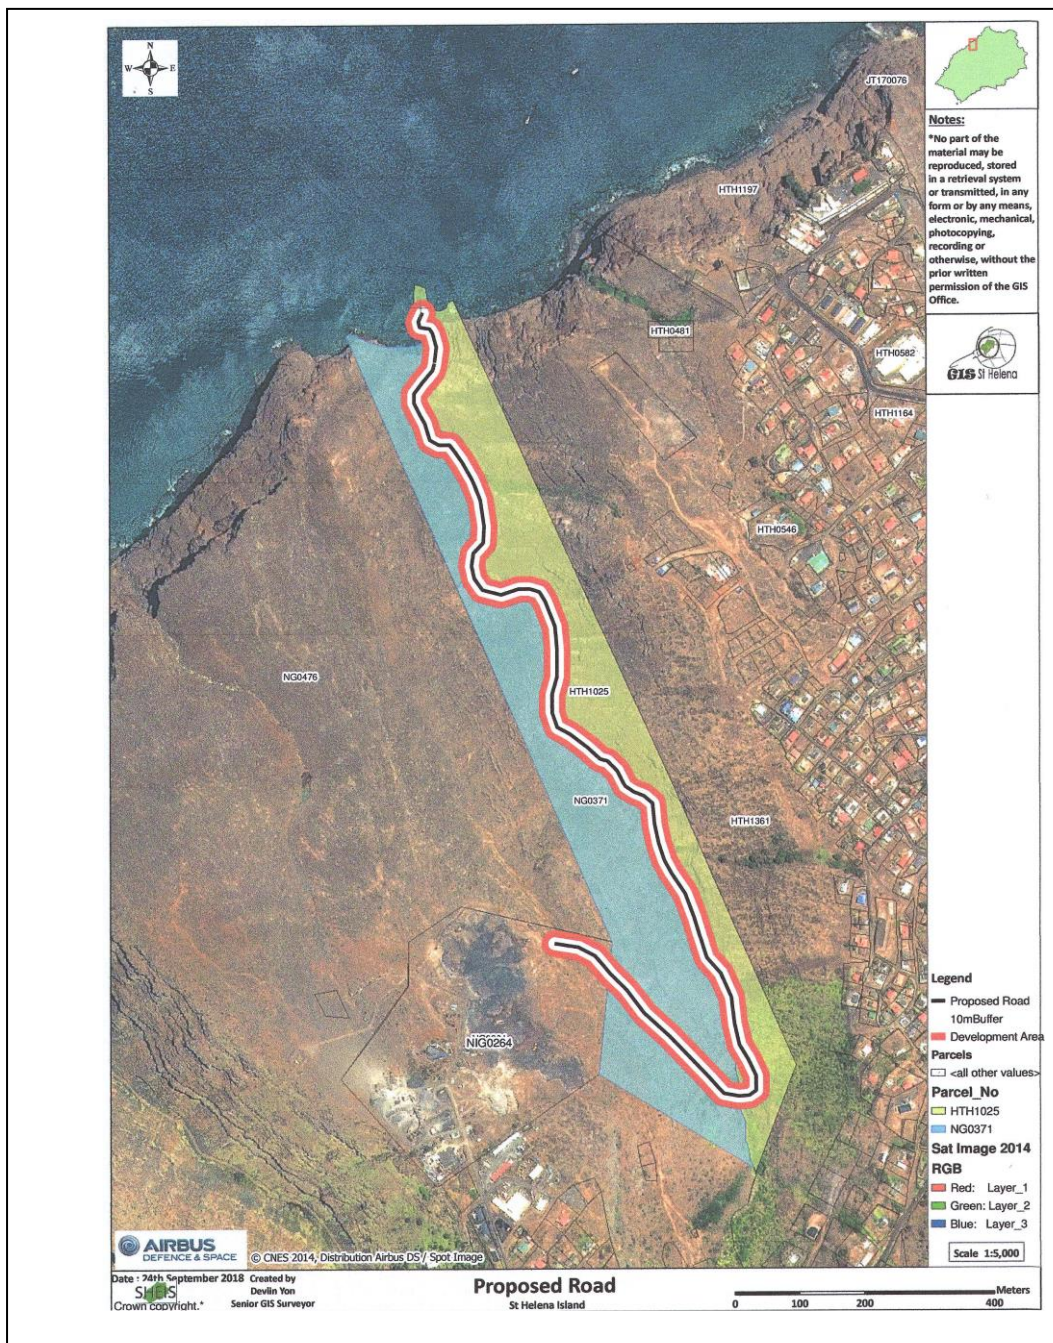 N
W E
S
JT170076
HTH1197
HTH0481
HTH0582
HTH1164
HTH0546
NG0476
HTH1025
NG0371
HTH1361
NIG0264
Notes:
*No part of the
material may be
reproduced, stored
in a retrieval system
or transmitted, in any
form or by any means,
electronic, mechanical,
photocopying,
recording or
otherwise, without the
prior written
permission of the GIS
Office.
GIS St Helena
Legend
Proposed Road
10mBuffer
Development Area
Parcels
<all other values>
Parcel_No
HTH1025
NG0371
Sat Image 2014
RGB
Red: Layer_1
Green: Layer_2
Blue: Layer_3
Scale 1:5,000
AIRBUS
DEFENCE & SPACE
© CNES 2014, Distribution Airbus DS / Spot Image
Date : 24th September 2018 Created by
Devlin Yon
Senior GIS Surveyor
SHEIS
Crown copyright.*
Proposed Road
St Helena Island
Meters
0 100 200 400